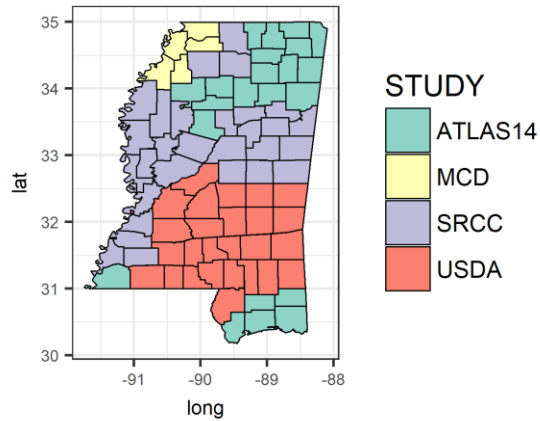 35
34
33
32
31
30
lat
-91
-90
-89
-88
long
STUDY
ATLAS14
MCD
SRCC
USDA